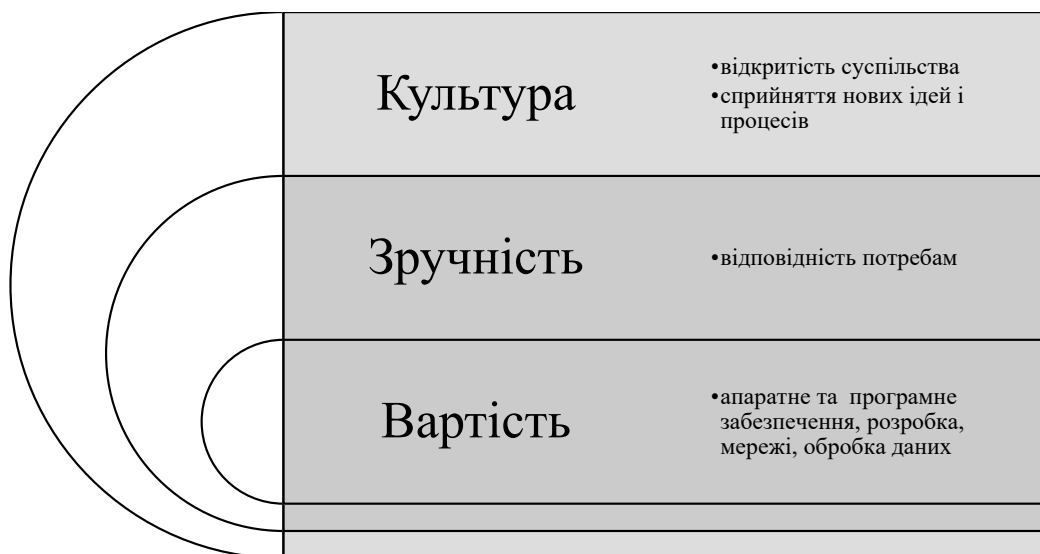 Культура
•відкритість суспільства
•сприйняття нових ідей і
процесів
Зручність
•відповідність потребам
Вартість
•апаратне та  програмне
забезпечення, розробка,
мережі, обробка даних